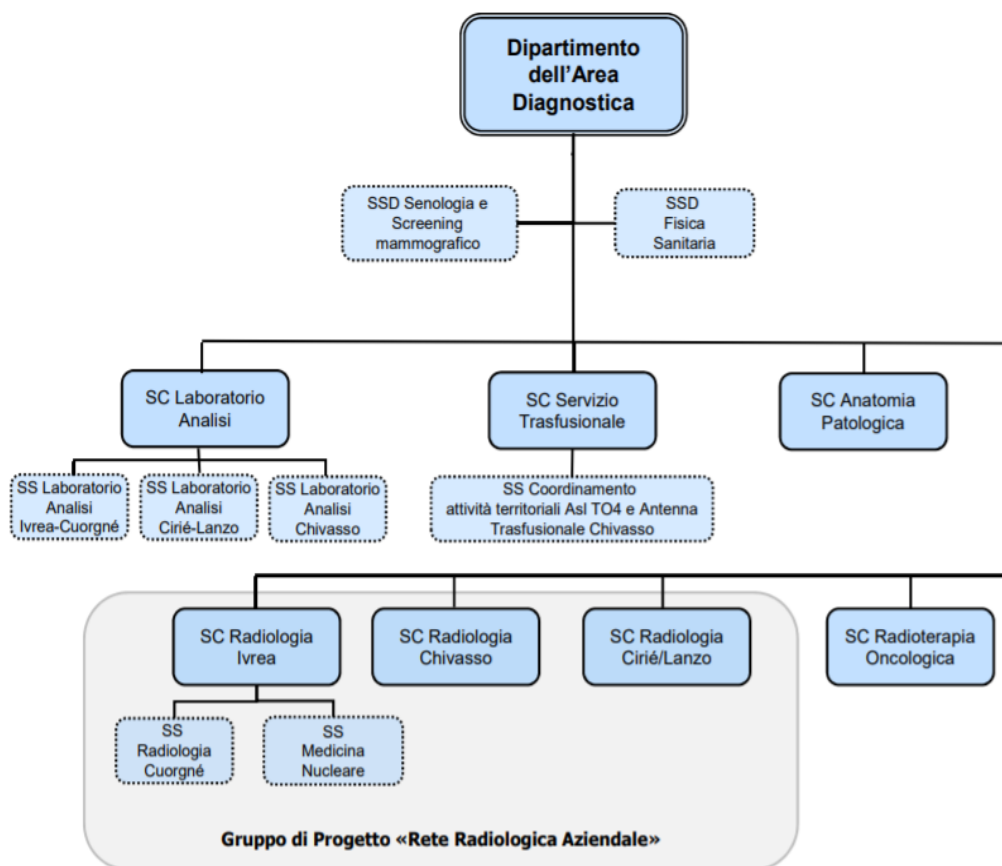 Dipartimento
dell'Area
Diagnostica
SSD Senologia e
Screening
mammografico
SSD
Fisica
Sanitaria
SC Laboratorio
Analisi
SC Servizio
Trasfusionale
SC Anatomia
Patologica
SS Laboratorio
Analisi
Ivrea-Cuorgné
SS Laboratorio
Analisi
Cirié-Lanzo
SS Laboratorio
Analisi
Chivasso
SS Coordinamento
attività territoriali Asl TO4 e Antenna
Trasfusionale Chivasso
SC Radiologia
Ivrea
SC Radiologia
Chivasso
SC Radiologia
Cirié/Lanzo
SC Radioterapia
Oncologica
SS
Radiologia
Cuorgné
SS
Medicina
Nucleare
Gruppo di Progetto «Rete Radiologica Aziendale»